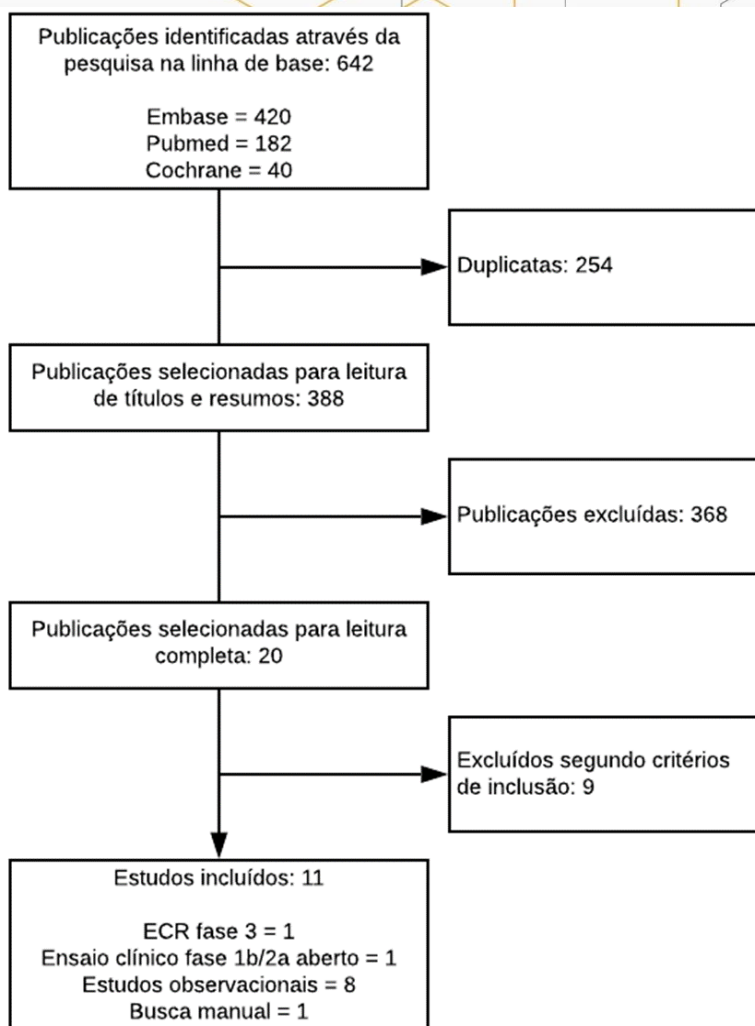 Publicações identificadas através da
pesquisa na linha de base: 642
Embase = 420
Pubmed = 182
Cochrane = 40
Duplicatas: 254
Publicações selecionadas para leitura
de títulos e resumos: 388
Publicações excluídas: 368
Publicações selecionadas para leitura
completa: 20
Excluídos segundo critérios
de inclusão: 9
Estudos incluídos: 11
ECR fase 3 = 1
Ensaio clínico fase 1b/2a aberto = 1
Estudos observacionais = 8
Busca manual = 1